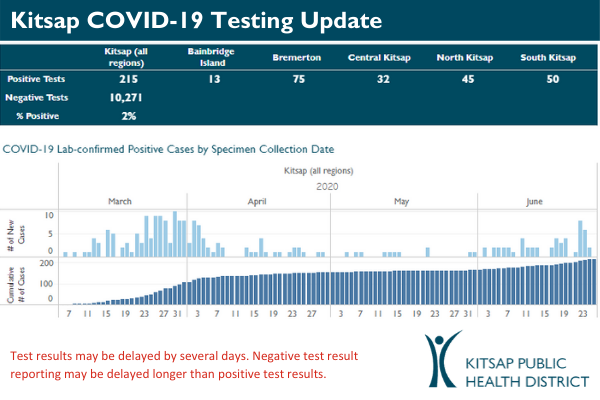 Kitsap COVID-19 Testing Update
Kitsap (all regions) Bainbridge Island Bremerton Central Kitsap North Kitsap South Kitsap
Positive Tests 215 13 75 32 45 50
Negative Tests 10,271
% Positive 2%
COVID-19 Lab-confirmed Positive Cases by Specimen Collection Date
Kitsap (all regions)
2020
March April May June
# of New Cases
10
5
0
Cumulative # of Cases
200
100
0
7 11 15 19 23 27 31 3 7 11 15 19 23 27 3 7 11 15 19 23 27 31 3 7 11 15 19 23
Test results may be delayed by several days. Negative test result
reporting may be delayed longer than positive test results.
KITSAP PUBLIC
HEALTH DISTRICT